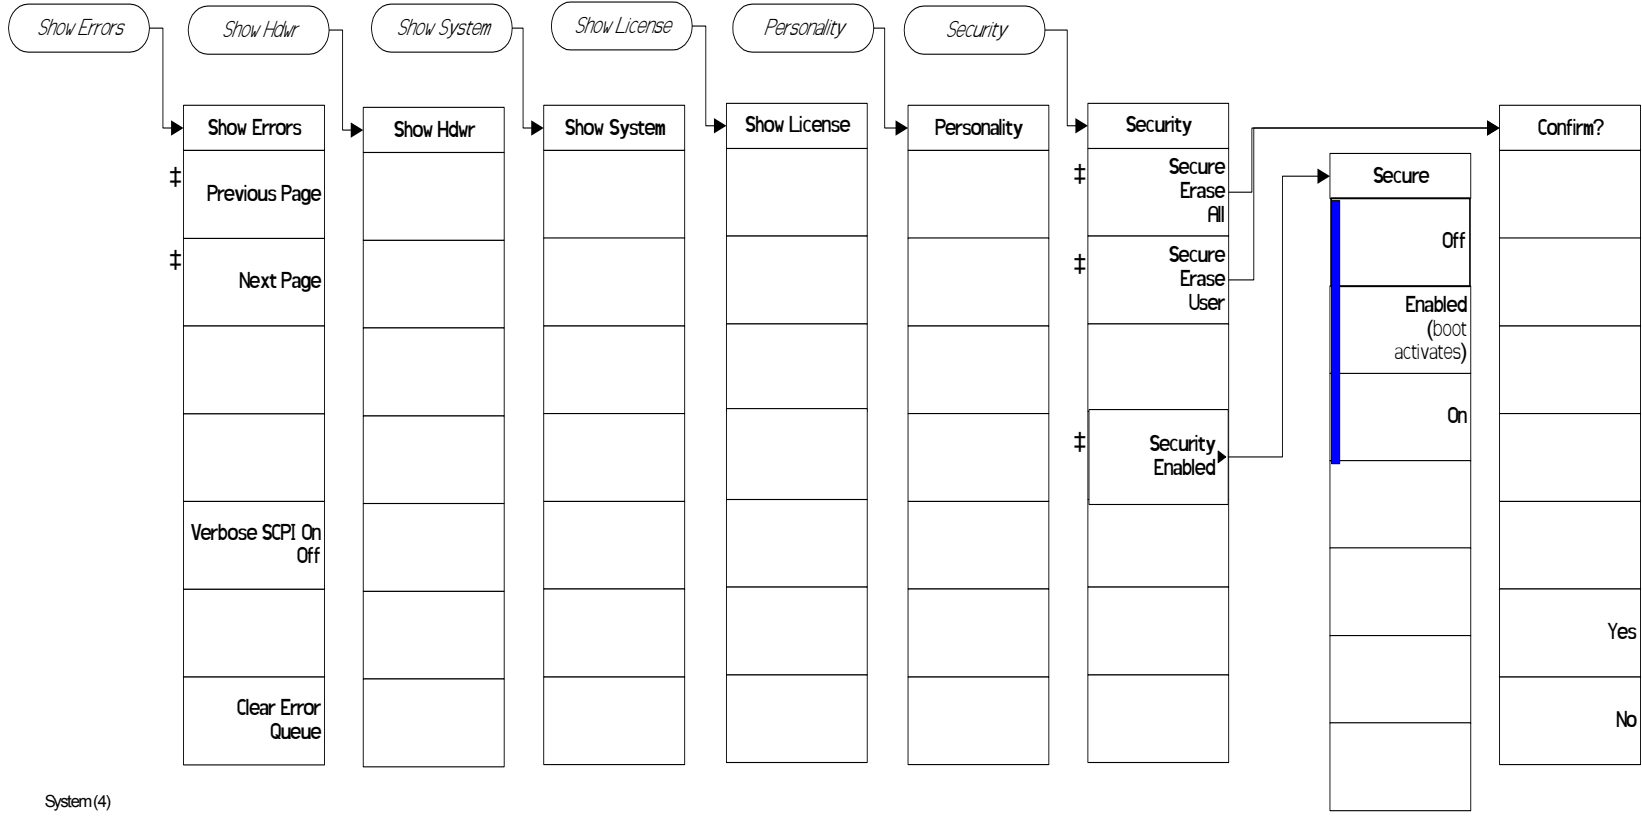 Show Errors
Show Hdwr
Show System
Show License
Personality
Security
Show Errors
‡
Previous Page
‡
Next Page
Verbose SCPI On
Off
Clear Error
Queue
Show Hdwr
Show System
Show License
Personality
Security
‡
Secure
Erase
All
‡
Secure
Erase
User
‡
Security
Enabled
Secure
Off
Enabled
(boot
activates)
On
Confirm?
Yes
No
System (4)